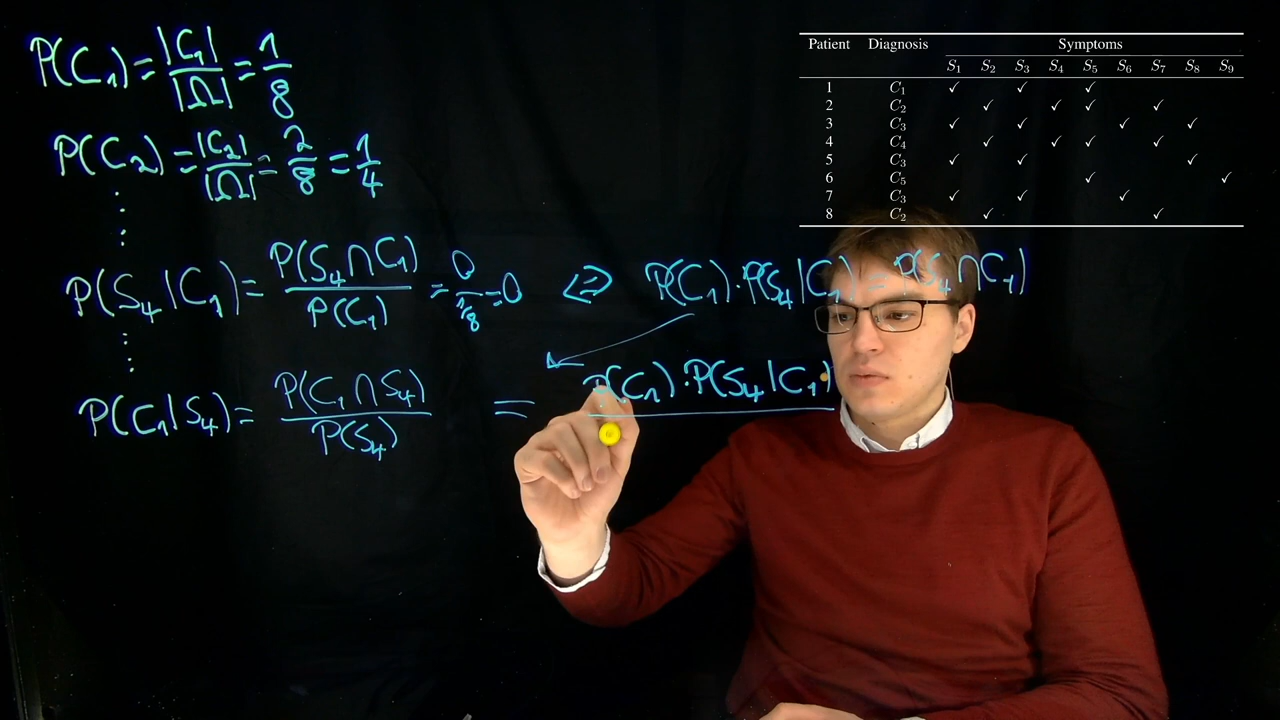 P(C₁) = |C₁| / |Ω| = 1/8
P(C₂) = |C₂| / |Ω| = 2/8 = 1/4
⋮
P(S₄|C₁) = P(S₄∩C₁) / P(C₁) = 0 / (1/8) = 0 ⇔ P(C₁)·P(S₄|C₁) = P(S₄∩C₁)
⋮
P(C₁|S₄) = P(C₁∩S₄) / P(S₄) = P(C₁)·P(S₄|C₁)
Patient Diagnosis Symptoms
S₁ S₂ S₃ S₄ S₅ S₆ S₇ S₈ S₉
1 C₁ ✓ ✓ ✓
2 C₂ ✓ ✓ ✓ ✓
3 C₃ ✓ ✓ ✓ ✓
4 C₄ ✓ ✓ ✓ ✓
5 C₃ ✓ ✓ ✓
6 C₅ ✓ ✓
7 C₃ ✓ ✓ ✓
8 C₂ ✓ ✓